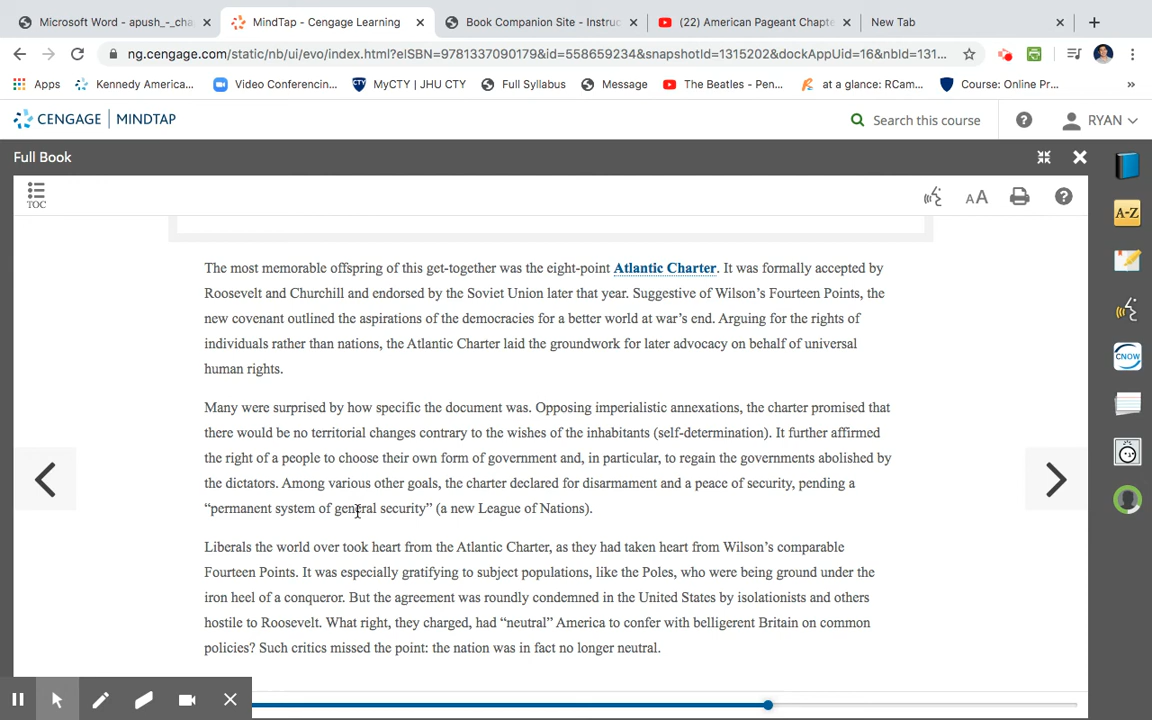 Microsoft Word - apush_-_cha
MindTap - Cengage Learning
Book Companion Site - Instruc
(22) American Pageant Chapte
New Tab
ng.cengage.com/static/nb/ui/evo/index.html?eISBN=9781337090179&id=558659234&snapshotId=1315202&dockAppUid=16&nbId=131...
Apps
Kennedy America...
Video Conferencin...
MyCTY | JHU CTY
Full Syllabus
Message
The Beatles - Pen...
at a glance: RCam...
Course: Online Pr...
»
CENGAGE | MINDTAP
Search this course
RYAN
Full Book
TOC
AA
A-Z
CNOW
The most memorable offspring of this get-together was the eight-point Atlantic Charter. It was formally accepted by
Roosevelt and Churchill and endorsed by the Soviet Union later that year. Suggestive of Wilson’s Fourteen Points, the
new covenant outlined the aspirations of the democracies for a better world at war’s end. Arguing for the rights of
individuals rather than nations, the Atlantic Charter laid the groundwork for later advocacy on behalf of universal
human rights.
Many were surprised by how specific the document was. Opposing imperialistic annexations, the charter promised that
there would be no territorial changes contrary to the wishes of the inhabitants (self-determination). It further affirmed
the right of a people to choose their own form of government and, in particular, to regain the governments abolished by
the dictators. Among various other goals, the charter declared for disarmament and a peace of security, pending a
“permanent system of general security” (a new League of Nations).
Liberals the world over took heart from the Atlantic Charter, as they had taken heart from Wilson’s comparable
Fourteen Points. It was especially gratifying to subject populations, like the Poles, who were being ground under the
iron heel of a conqueror. But the agreement was roundly condemned in the United States by isolationists and others
hostile to Roosevelt. What right, they charged, had “neutral” America to confer with belligerent Britain on common
policies? Such critics missed the point: the nation was in fact no longer neutral.